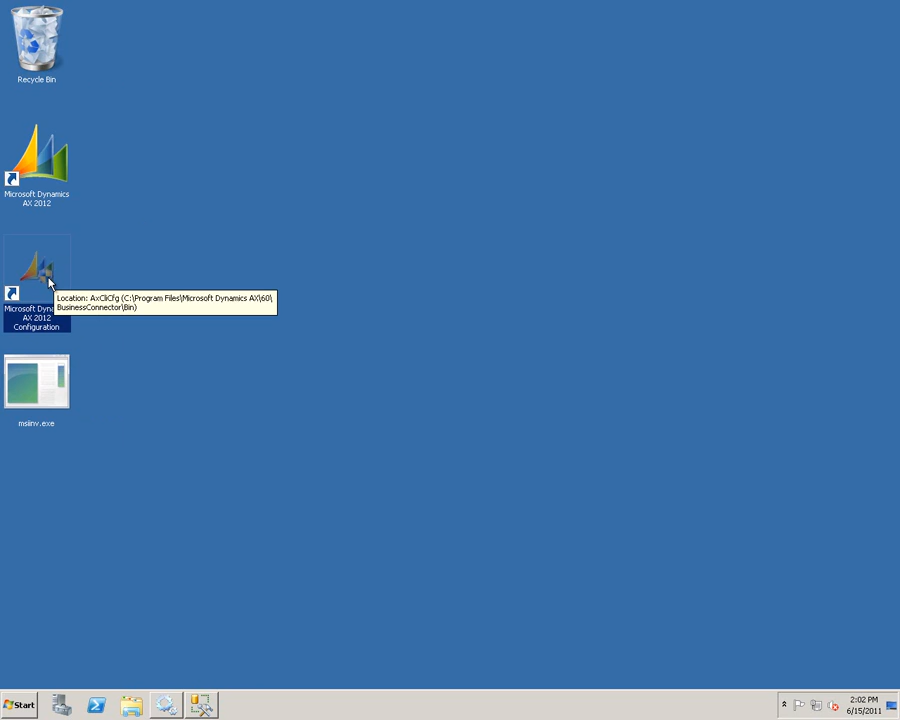 Recycle Bin
Microsoft Dynamics
AX 2012
Location: AxCliCfg (C:\Program Files\Microsoft Dynamics AX\60\
BusinessConnector\Bin)
Microsoft Dyna
AX 2012
Configuration
msiinv.exe
Start
2:02 PM
6/15/2011